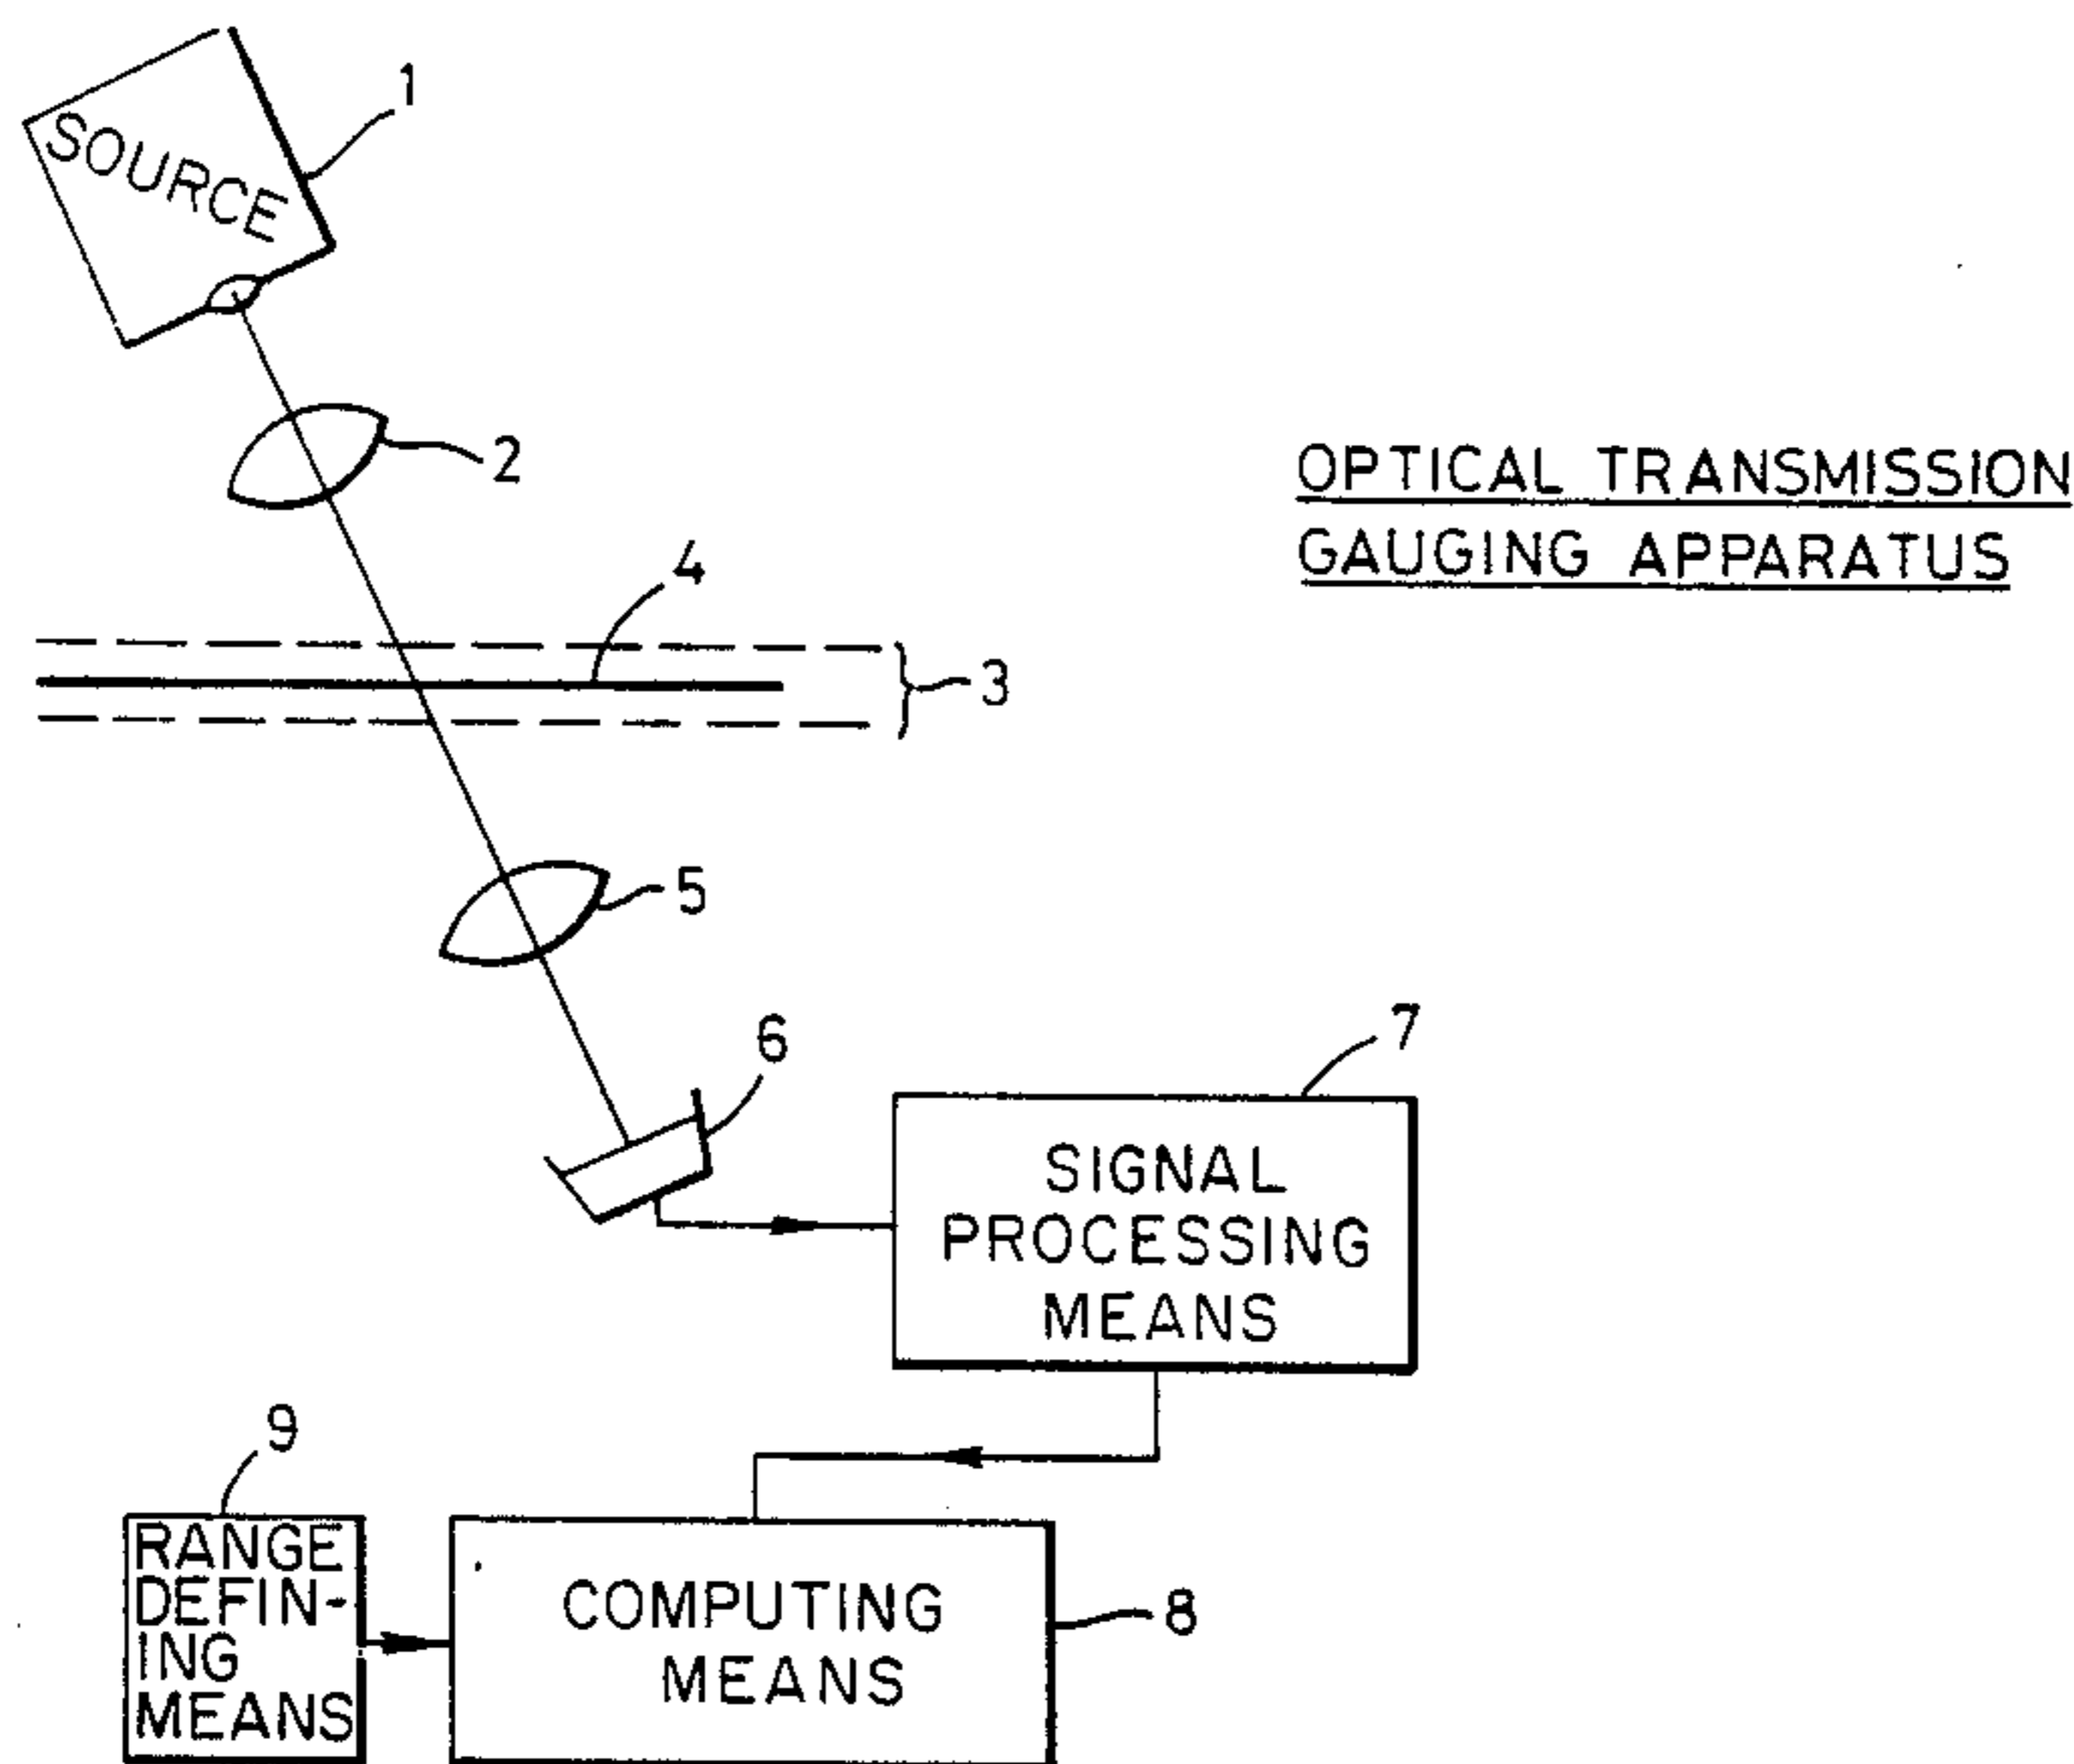 SOURCE
1
2
OPTICAL TRANSMISSION
GAUGING APPARATUS
4
3
5
6
7
SIGNAL
PROCESSING
MEANS
9
RANGE
DEFIN-
ING
MEANS
COMPUTING
MEANS
8